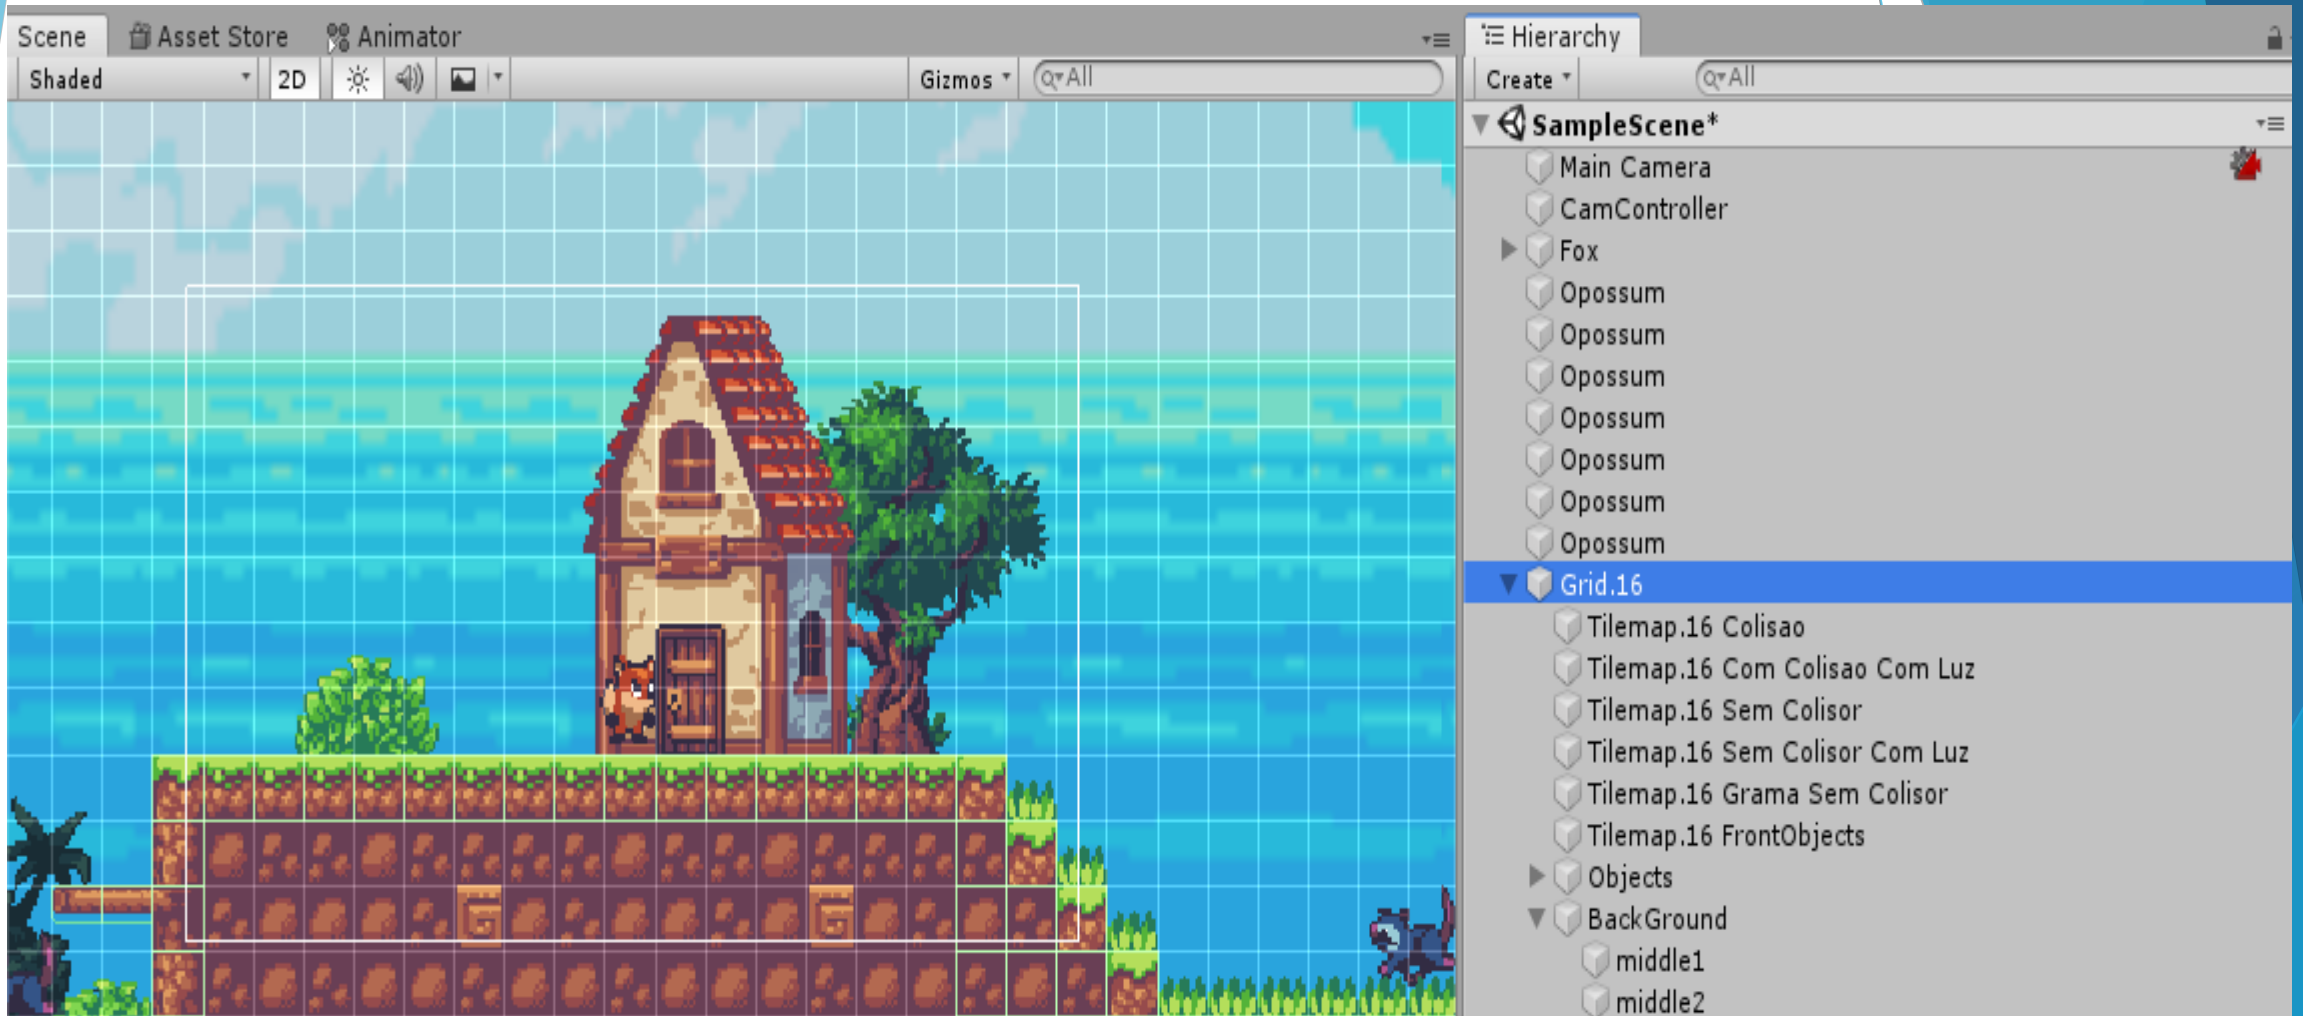 Scene Asset Store Animator
Shaded 2D Gizmos All
Hierarchy
Create All
SampleScene*
Main Camera
CamController
Fox
Opossum
Opossum
Opossum
Opossum
Opossum
Opossum
Opossum
Grid.16
Tilemap.16 Colisao
Tilemap.16 Com Colisao Com Luz
Tilemap.16 Sem Colisor
Tilemap.16 Sem Colisor Com Luz
Tilemap.16 Grama Sem Colisor
Tilemap.16 FrontObjects
Objects
BackGround
middle1
middle2